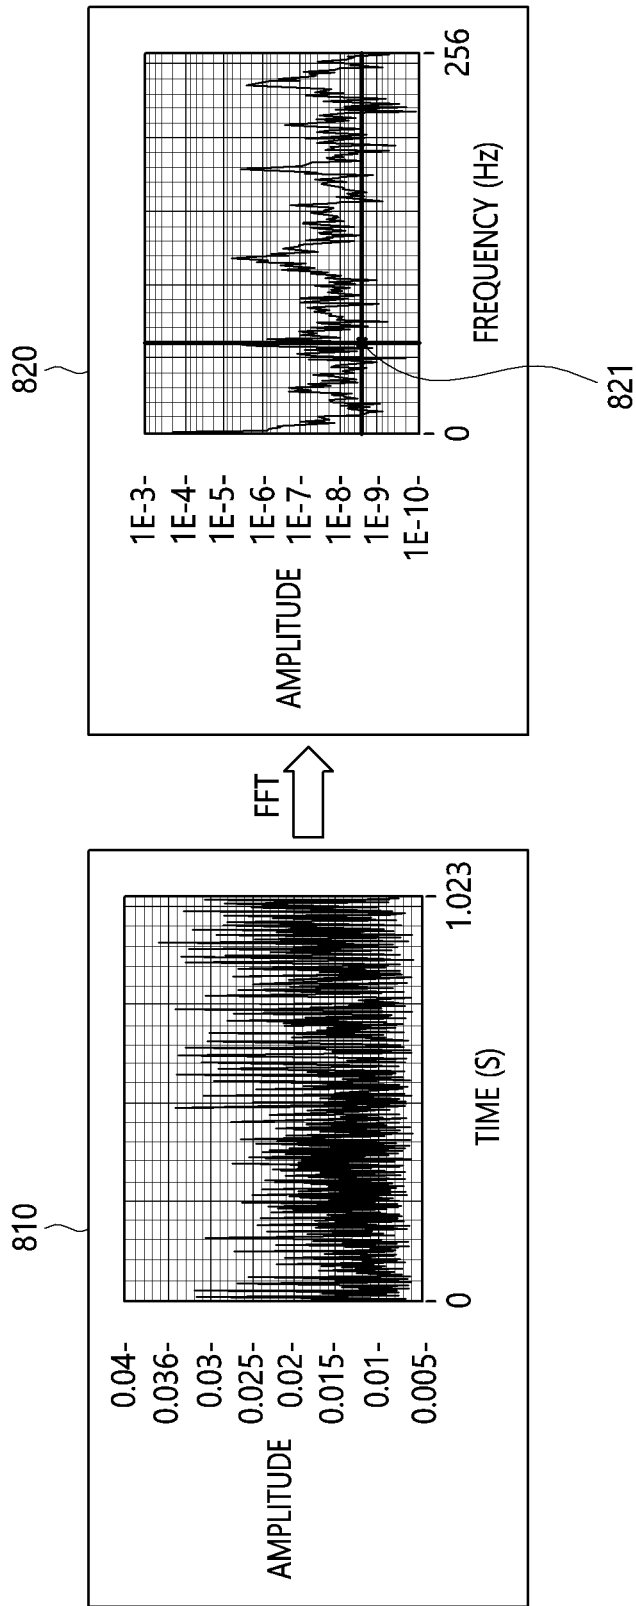 810
AMPLITUDE
0.04-
0.036-
0.03-
0.025-
0.02-
0.015-
0.01-
0.005-
0
1.023
TIME (S)
FFT
820
AMPLITUDE
1E-3-
1E-4-
1E-5-
1E-6-
1E-7-
1E-8-
1E-9-
1E-10-
0
256
FREQUENCY (Hz)
821